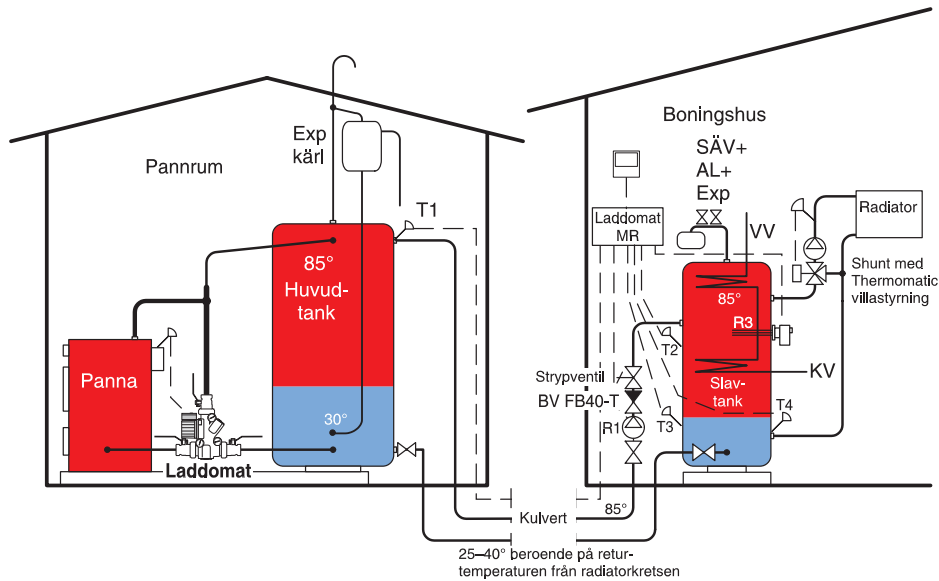 Pannrum
Exp
kärl
T1
85°
Huvud-
tank
30°
Panna
Laddomat
Boningshus
SÄV+
AL+
Exp
Laddomat
MR
VV
Radiator
Shunt med
Thermomatic
villastyrning
85°
R3
T2
KV
Strypventil
BV FB40-T
Slav-
tank
T4
R1
T3
Kulvert
85°
25–40° beroende på retur-
temperaturen från radiatorkretsen